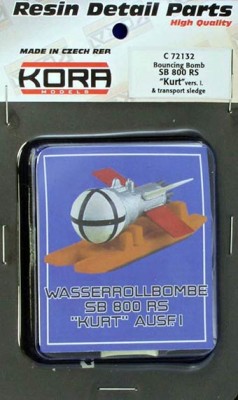 Resin Detail Parts
High Quality
MADE IN CZECH REP.
KORA
MODELS
C 72132
Bouncing Bomb
SB 800 RS
"Kurt" vers. I.
& transport sledge
WASSERROLLBOMBE
SB 800 RS
"KURT" AUSF.I